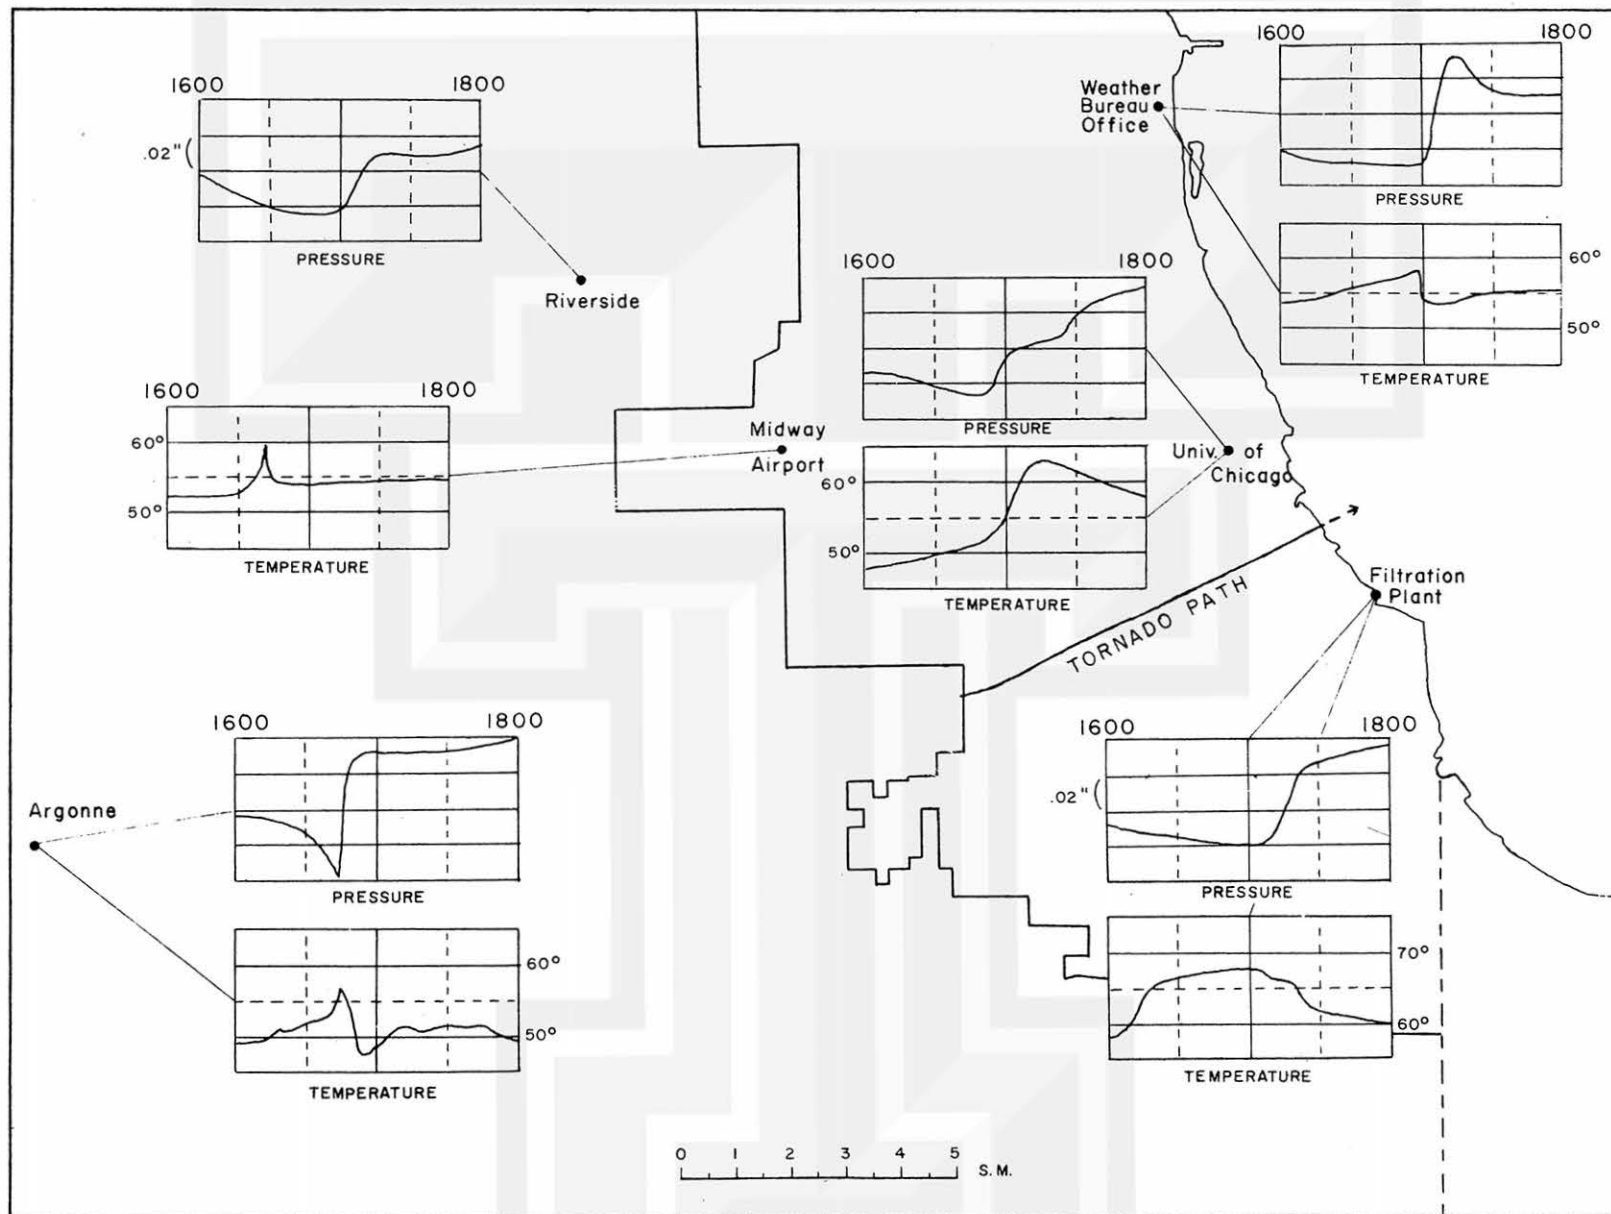 1600 1800
.02"(
PRESSURE
Riverside
1600 1800
Weather
Bureau
Office
PRESSURE
60°
50°
TEMPERATURE
1600 1800
PRESSURE
60°
50°
TEMPERATURE
Univ. of
Chicago
1600 1800
60°
50°
TEMPERATURE
Midway
Airport
TORNADO PATH
Filtration
Plant
1600 1800
.02"(
PRESSURE
70°
60°
TEMPERATURE
Argonne
1600 1800
PRESSURE
60°
50°
TEMPERATURE
0 1 2 3 4 5 S.M.